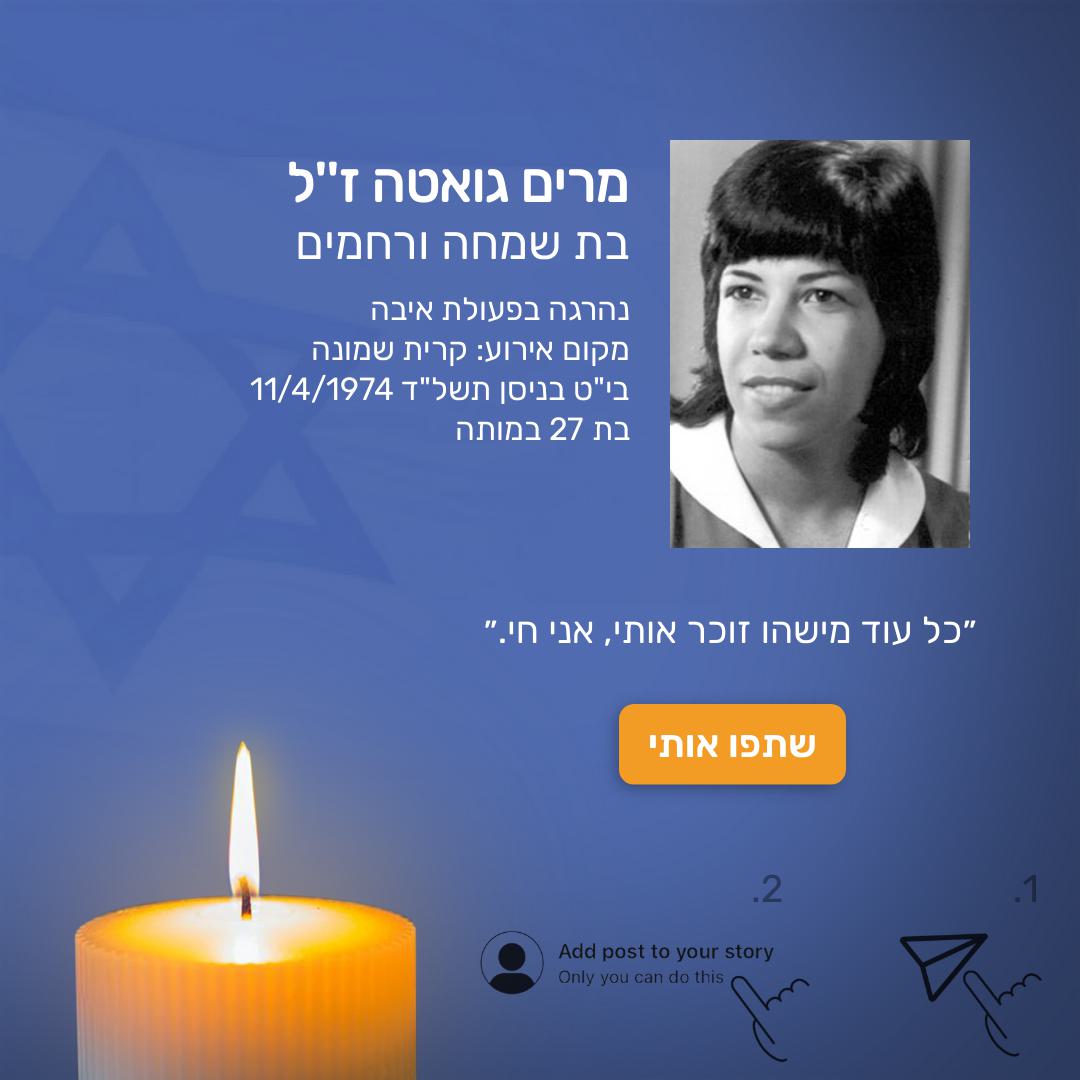 מרים גואטה ז"ל
בת שמחה ורחמים
נהרגה בפעולת איבה
מקום אירוע: קרית שמונה
בי"ט בניסן תשל"ד 11/4/1974
בת 27 במותה
״כל עוד מישהו זוכר אותי, אני חי.״
שתפו אותי
.1
.2
Add post to your story
Only you can do this